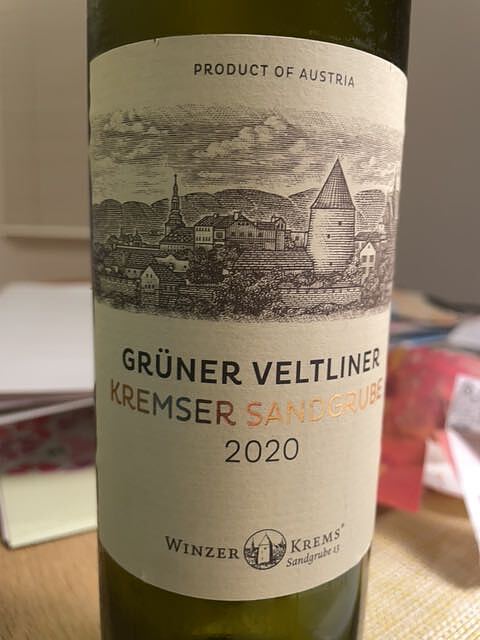 PRODUCT OF AUSTRIA
GRÜNER VELTLINER
KREMSER SANDGRUBE
2020
WINZER KREMS®
Sandgrube 13